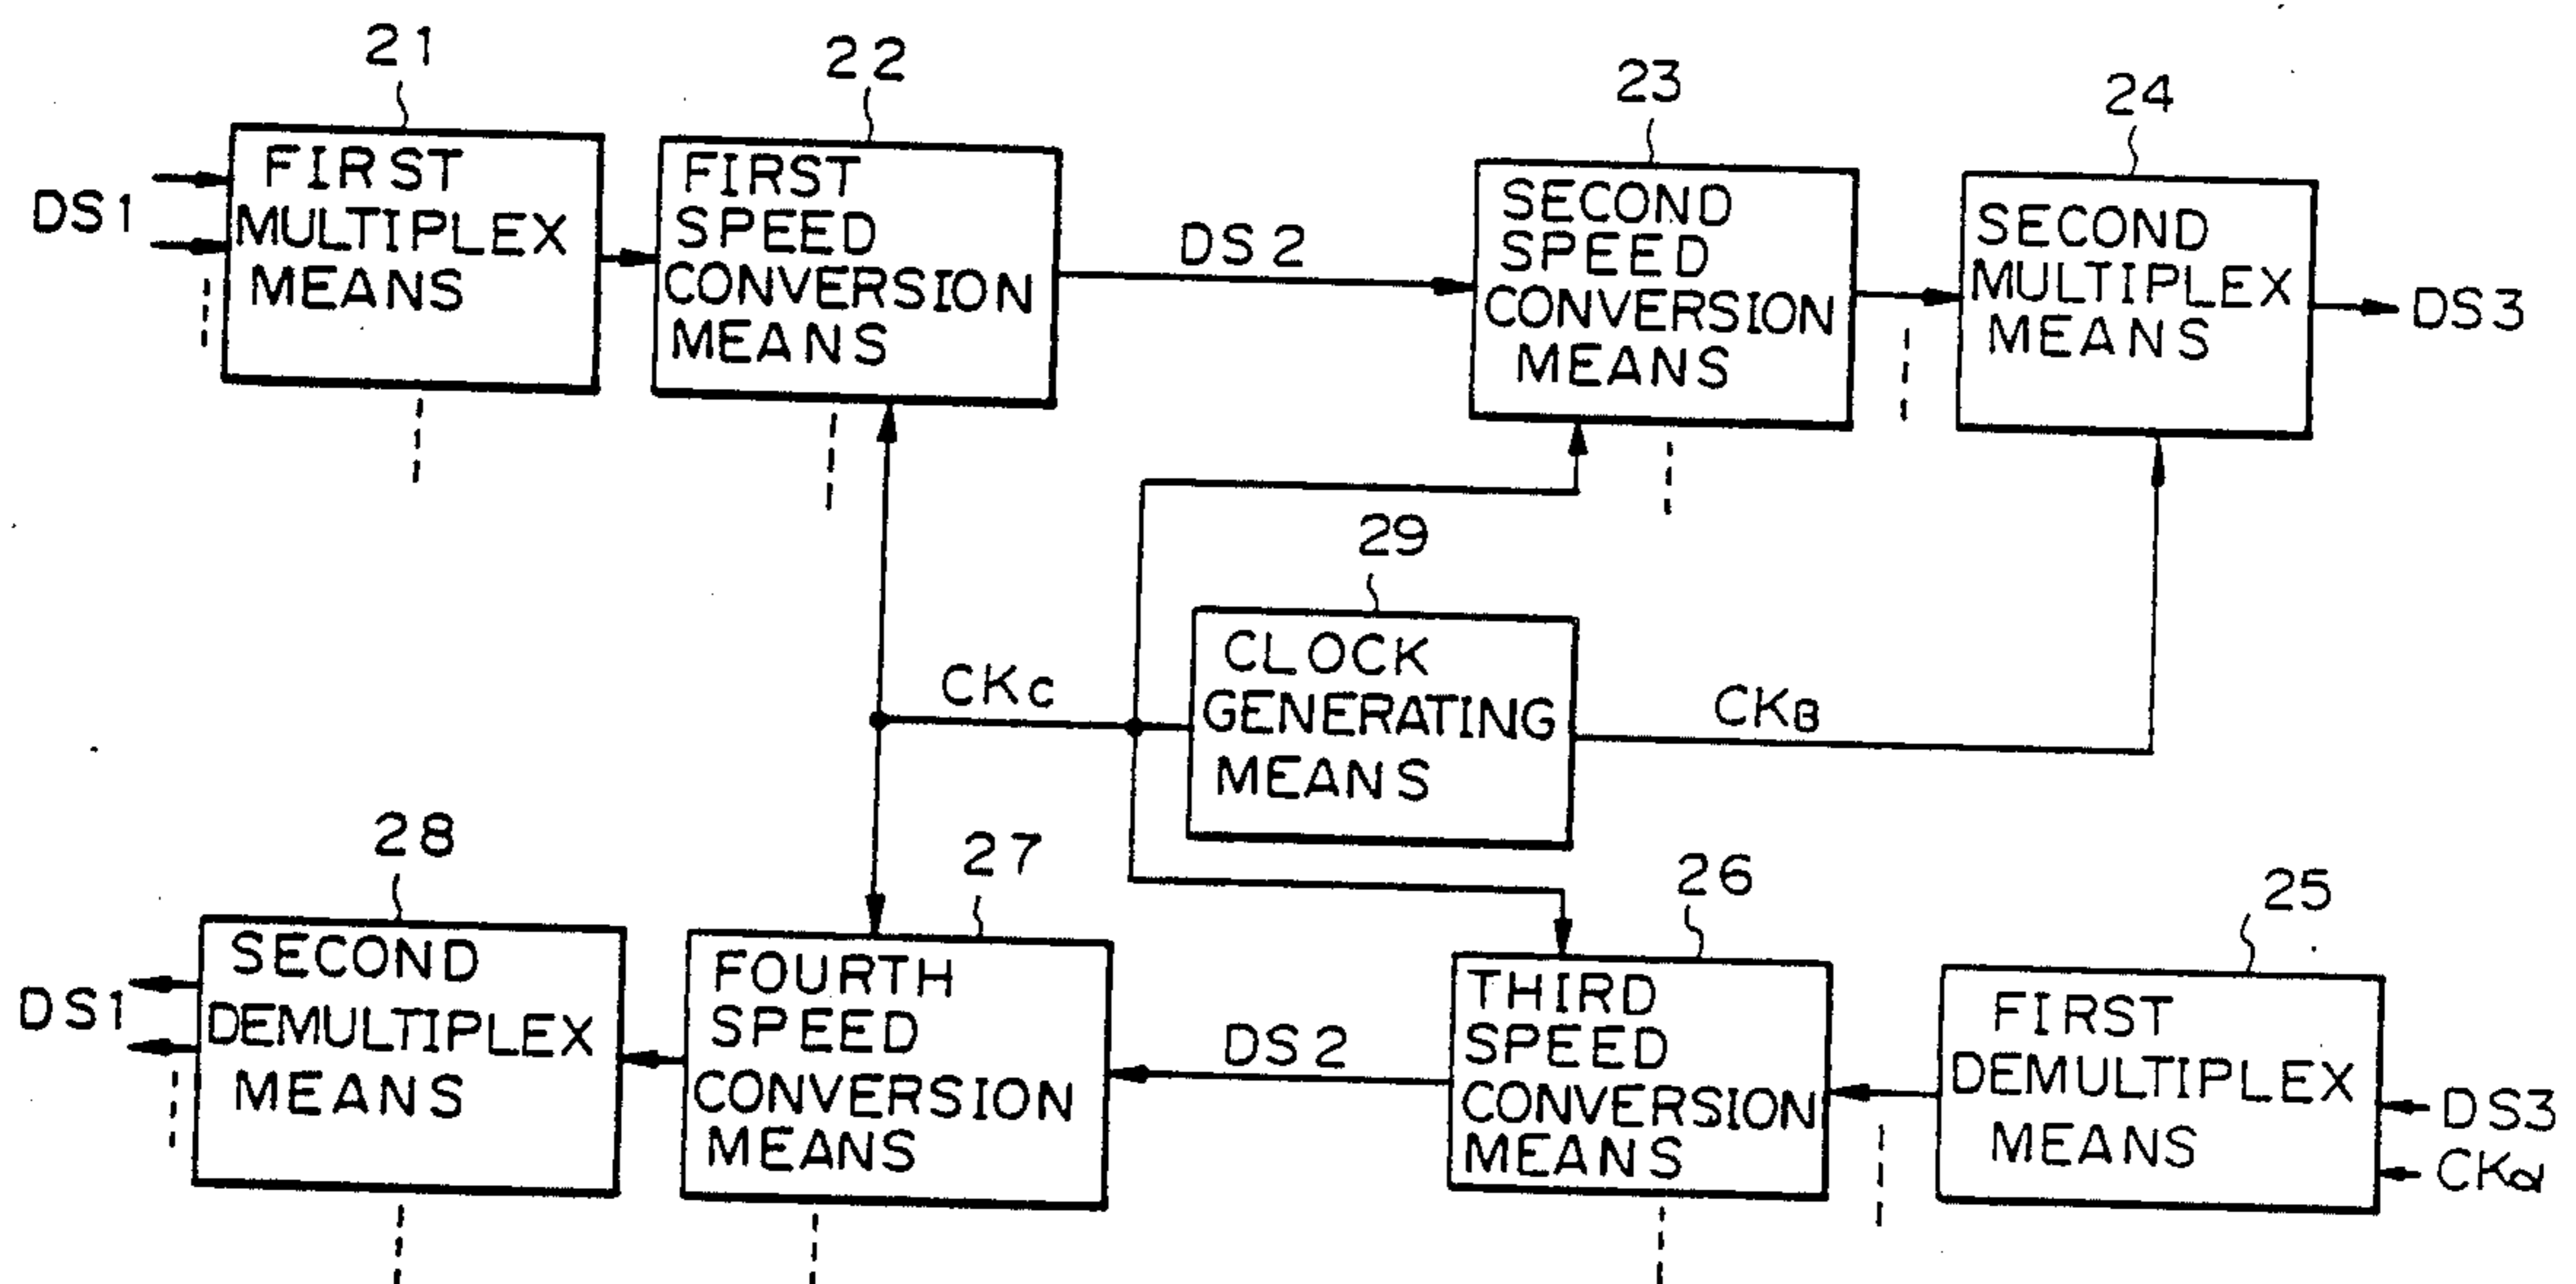 21
22
23
24
FIRST
MULTIPLEX
MEANS
FIRST
SPEED
CONVERSION
MEANS
SECOND
SPEED
CONVERSION
MEANS
SECOND
MULTIPLEX
MEANS
DS1
DS2
DS3
29
CLOCK
GENERATING
MEANS
CKC
CKB
28
27
26
25
SECOND
DEMULTIPLEX
MEANS
FOURTH
SPEED
CONVERSION
MEANS
THIRD
SPEED
CONVERSION
MEANS
FIRST
DEMULTIPLEX
MEANS
DS1
DS2
DS3
CKα